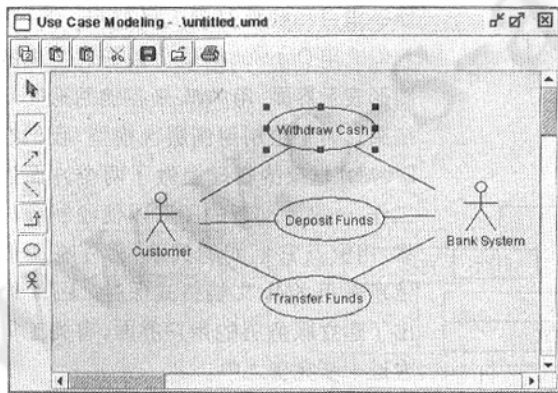 Use Case Modeling - .\untitled.umd
Withdraw Cash
Deposit Funds
Customer
Bank System
Transfer Funds